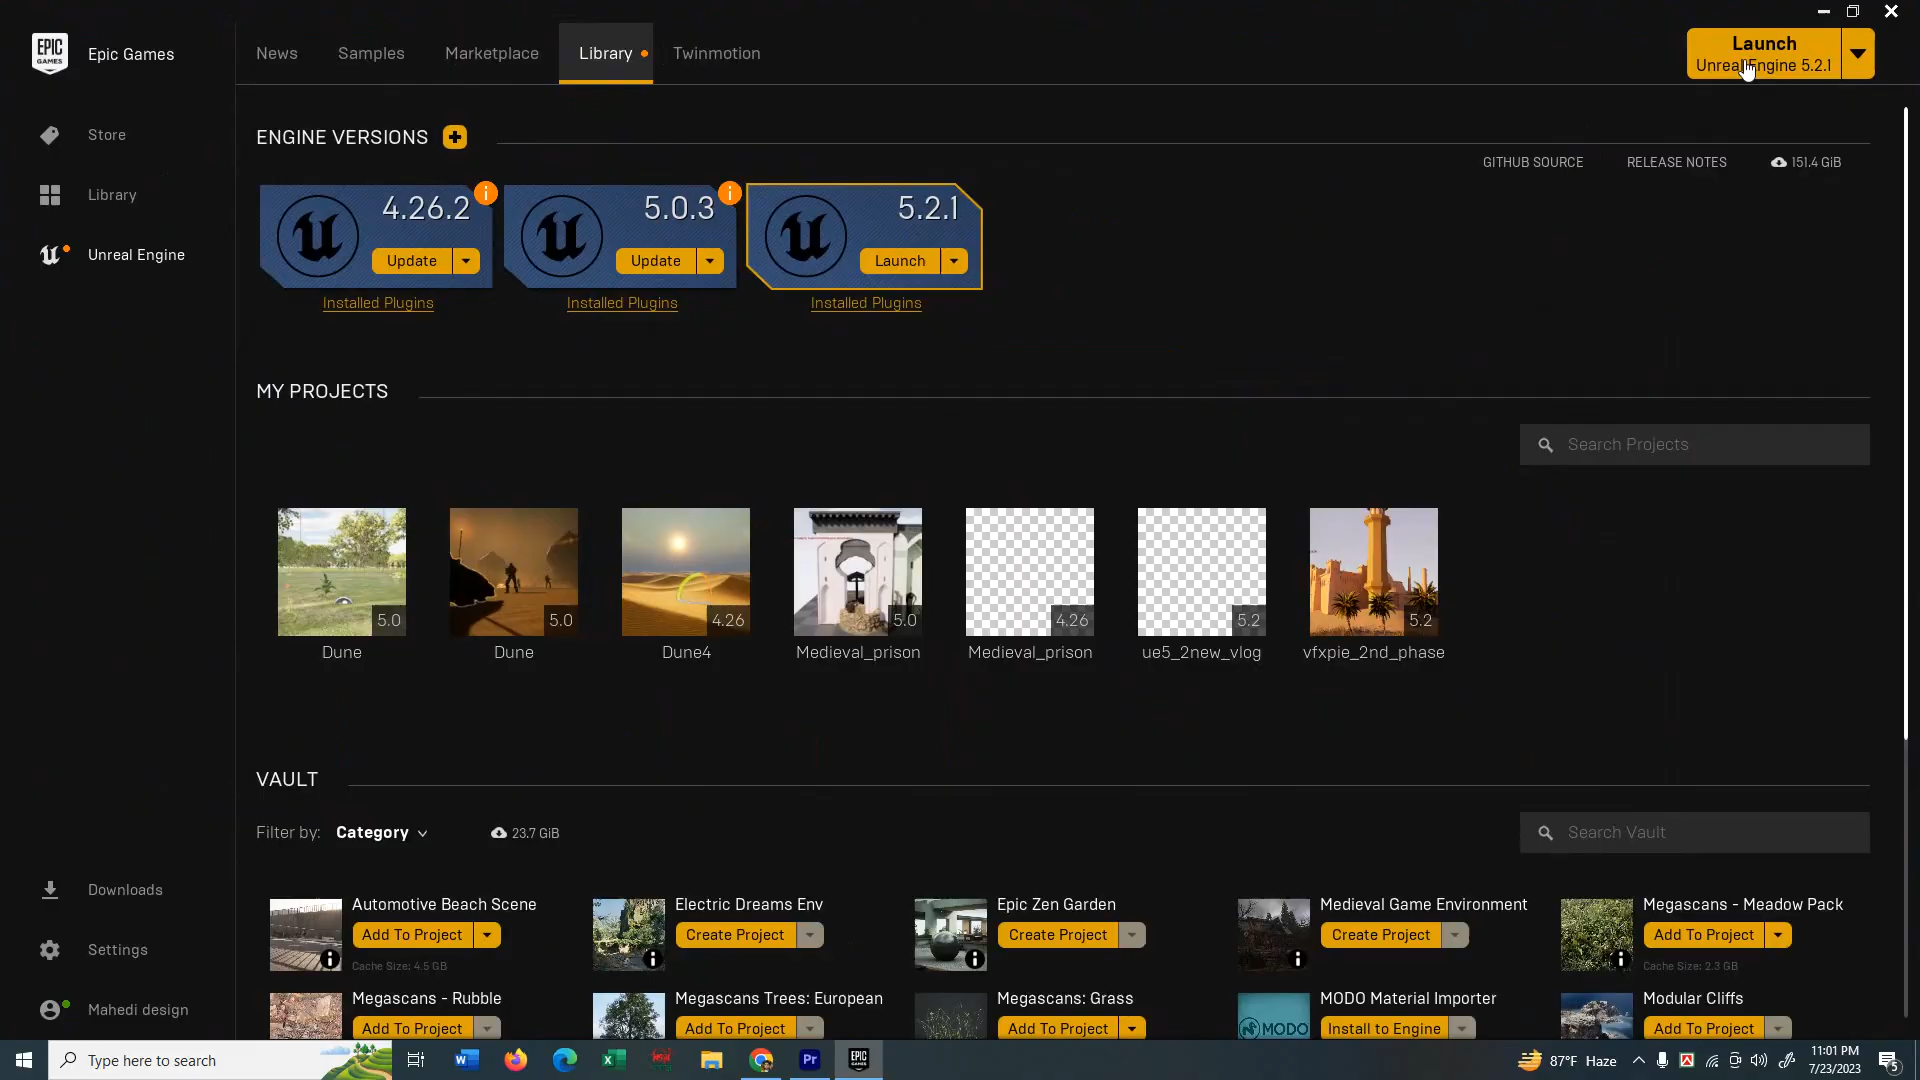 EPIC GAMES
Epic Games
News
Samples
Marketplace
Library
Twinmotion
Launch
Unreal Engine 5.2.1
Store
Library
Unreal Engine
ENGINE VERSIONS
GITHUB SOURCE
RELEASE NOTES
151.4 GiB
4.26.2
Update
Installed Plugins
5.0.3
Update
Installed Plugins
5.2.1
Launch
Installed Plugins
MY PROJECTS
Search Projects
5.0
5.0
4.26
5.0
4.26
5.2
5.2
Dune
Dune
Dune4
Medieval_prison
Medieval_prison
ue5_2new_vlog
vfxpie_2nd_phase
VAULT
Filter by:
Category
23.7 GiB
Search Vault
Automotive Beach Scene
Add To Project
Cache Size: 4.5 GB
Electric Dreams Env
Create Project
Epic Zen Garden
Create Project
Medieval Game Environment
Create Project
Megascans - Meadow Pack
Add To Project
Cache Size: 2.3 GB
Megascans - Rubble
Add To Project
Megascans Trees: European
Add To Project
Megascans: Grass
Add To Project
MODO
MODO Material Importer
Install to Engine
Modular Cliffs
Add To Project
Downloads
Settings
Mahedi design
Type here to search
87°F Haze
11:01 PM
7/23/2023
5